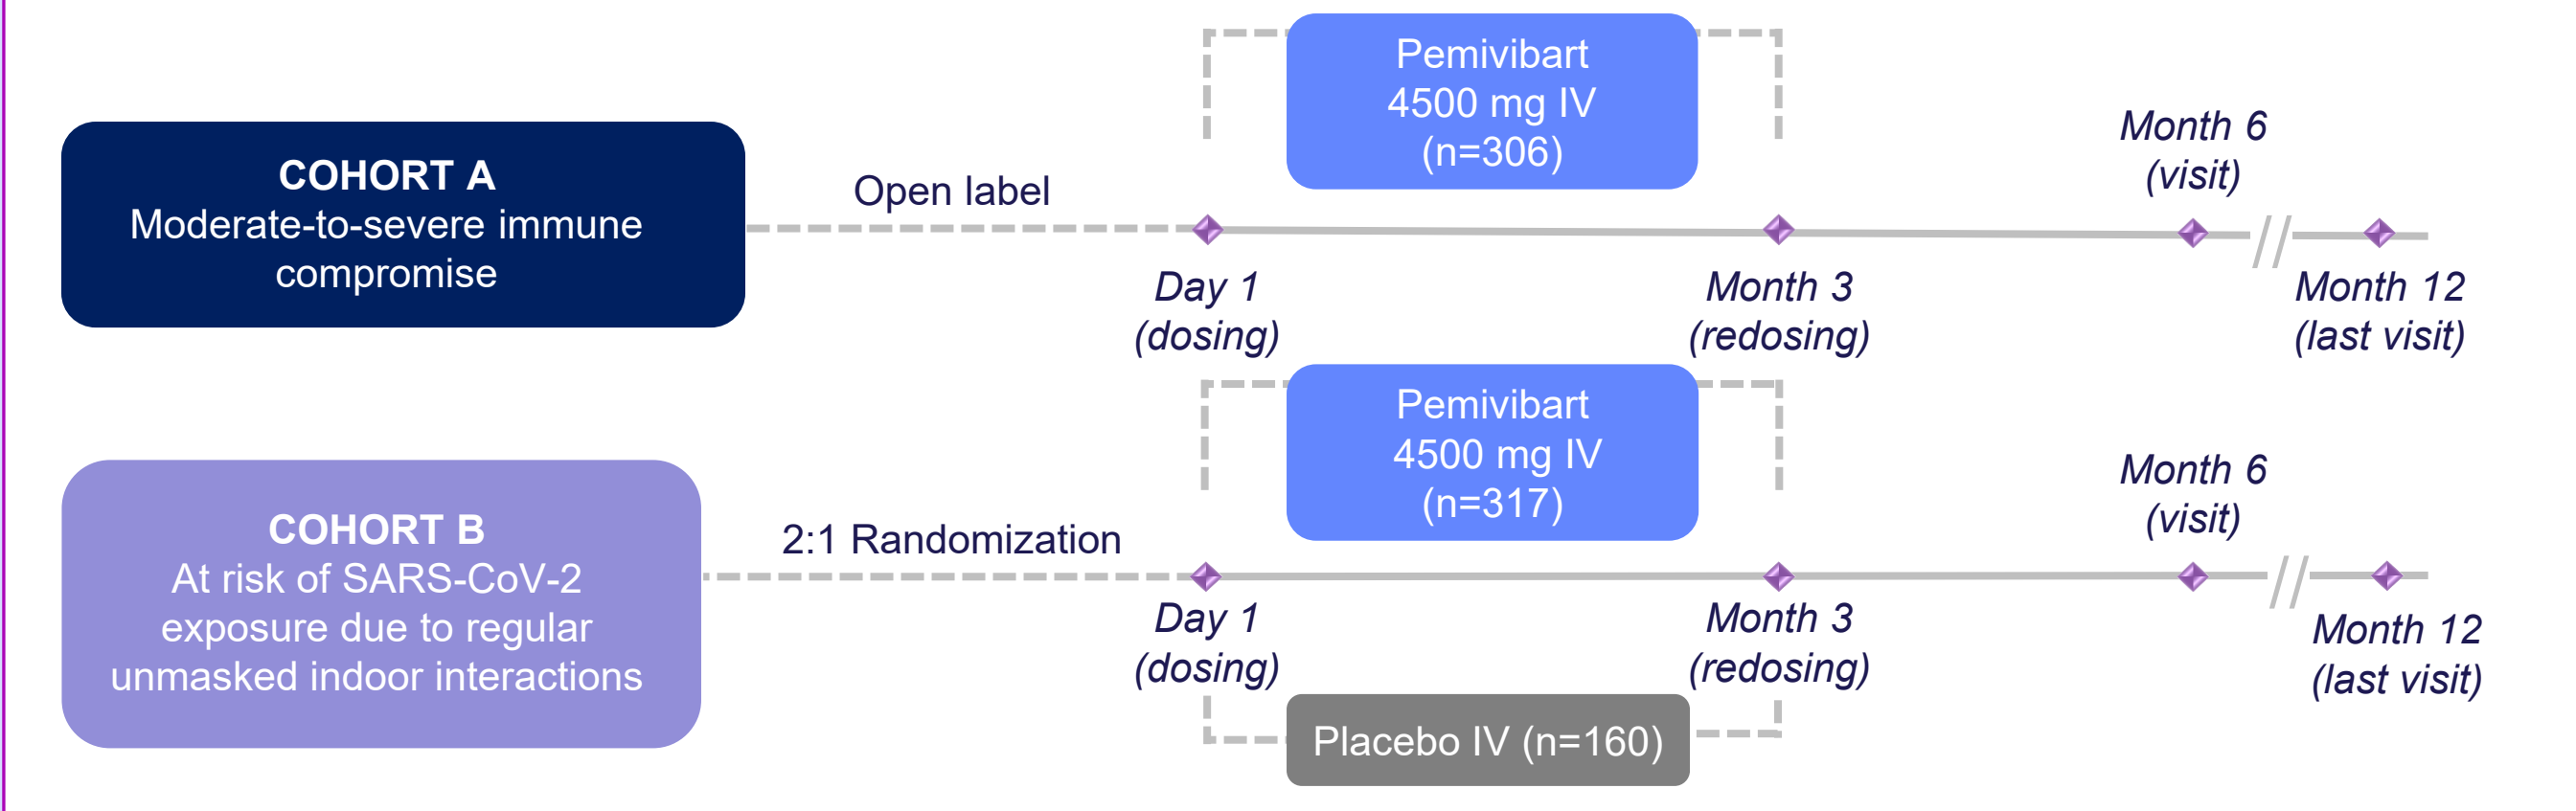 COHORT A
Moderate-to-severe immune
compromise
Open label
Pemivibart
4500 mg IV
(n=306)
Day 1
(dosing)
Month 3
(redosing)
Month 6
(visit)
Month 12
(last visit)
COHORT B
At risk of SARS-CoV-2
exposure due to regular
unmasked indoor interactions
2:1 Randomization
Pemivibart
4500 mg IV
(n=317)
Day 1
(dosing)
Month 3
(redosing)
Month 6
(visit)
Month 12
(last visit)
Placebo IV (n=160)